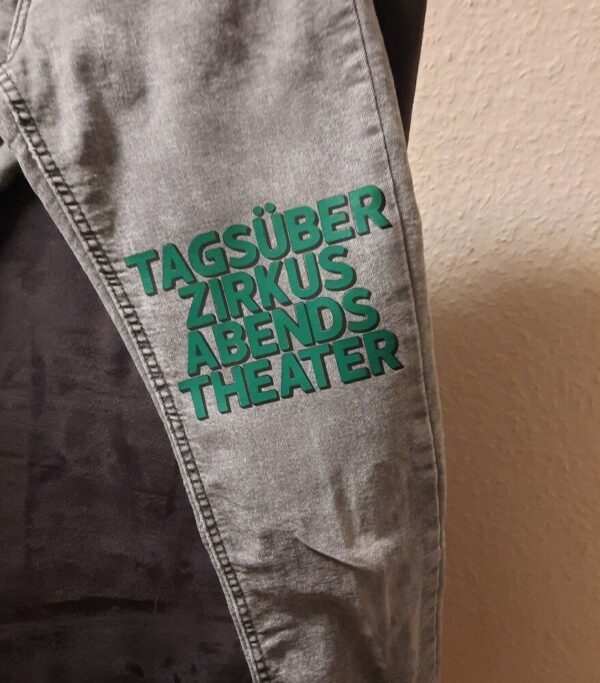 TAGSÜBER
ZIRKUS
ABENDS
THEATER